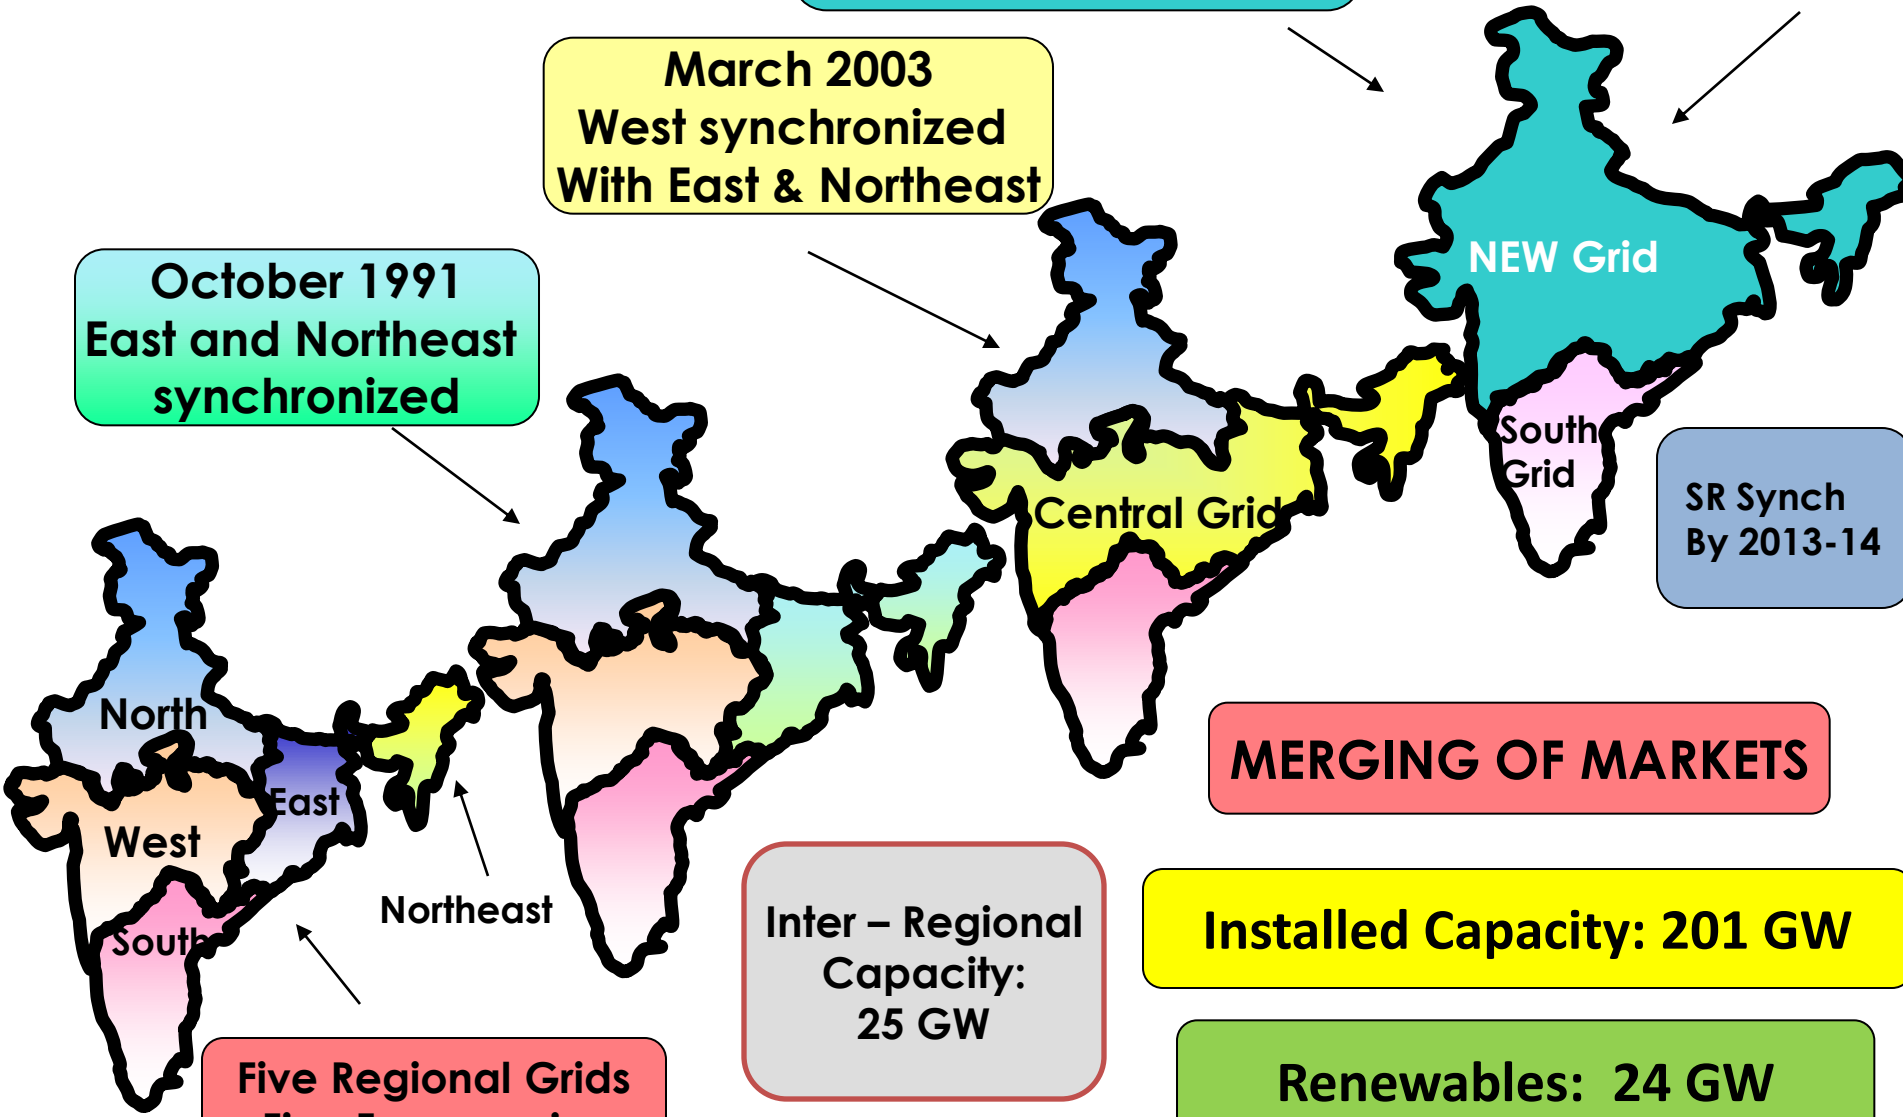 March 2003
West synchronized
With East & Northeast
October 1991
East and Northeast
synchronized
NEW Grid
South
Grid
SR Synch
By 2013-14
Central Grid
North
East
West
South
Northeast
MERGING OF MARKETS
Inter – Regional
Capacity:
25 GW
Installed Capacity: 201 GW
Renewables: 24 GW
Five Regional Grids